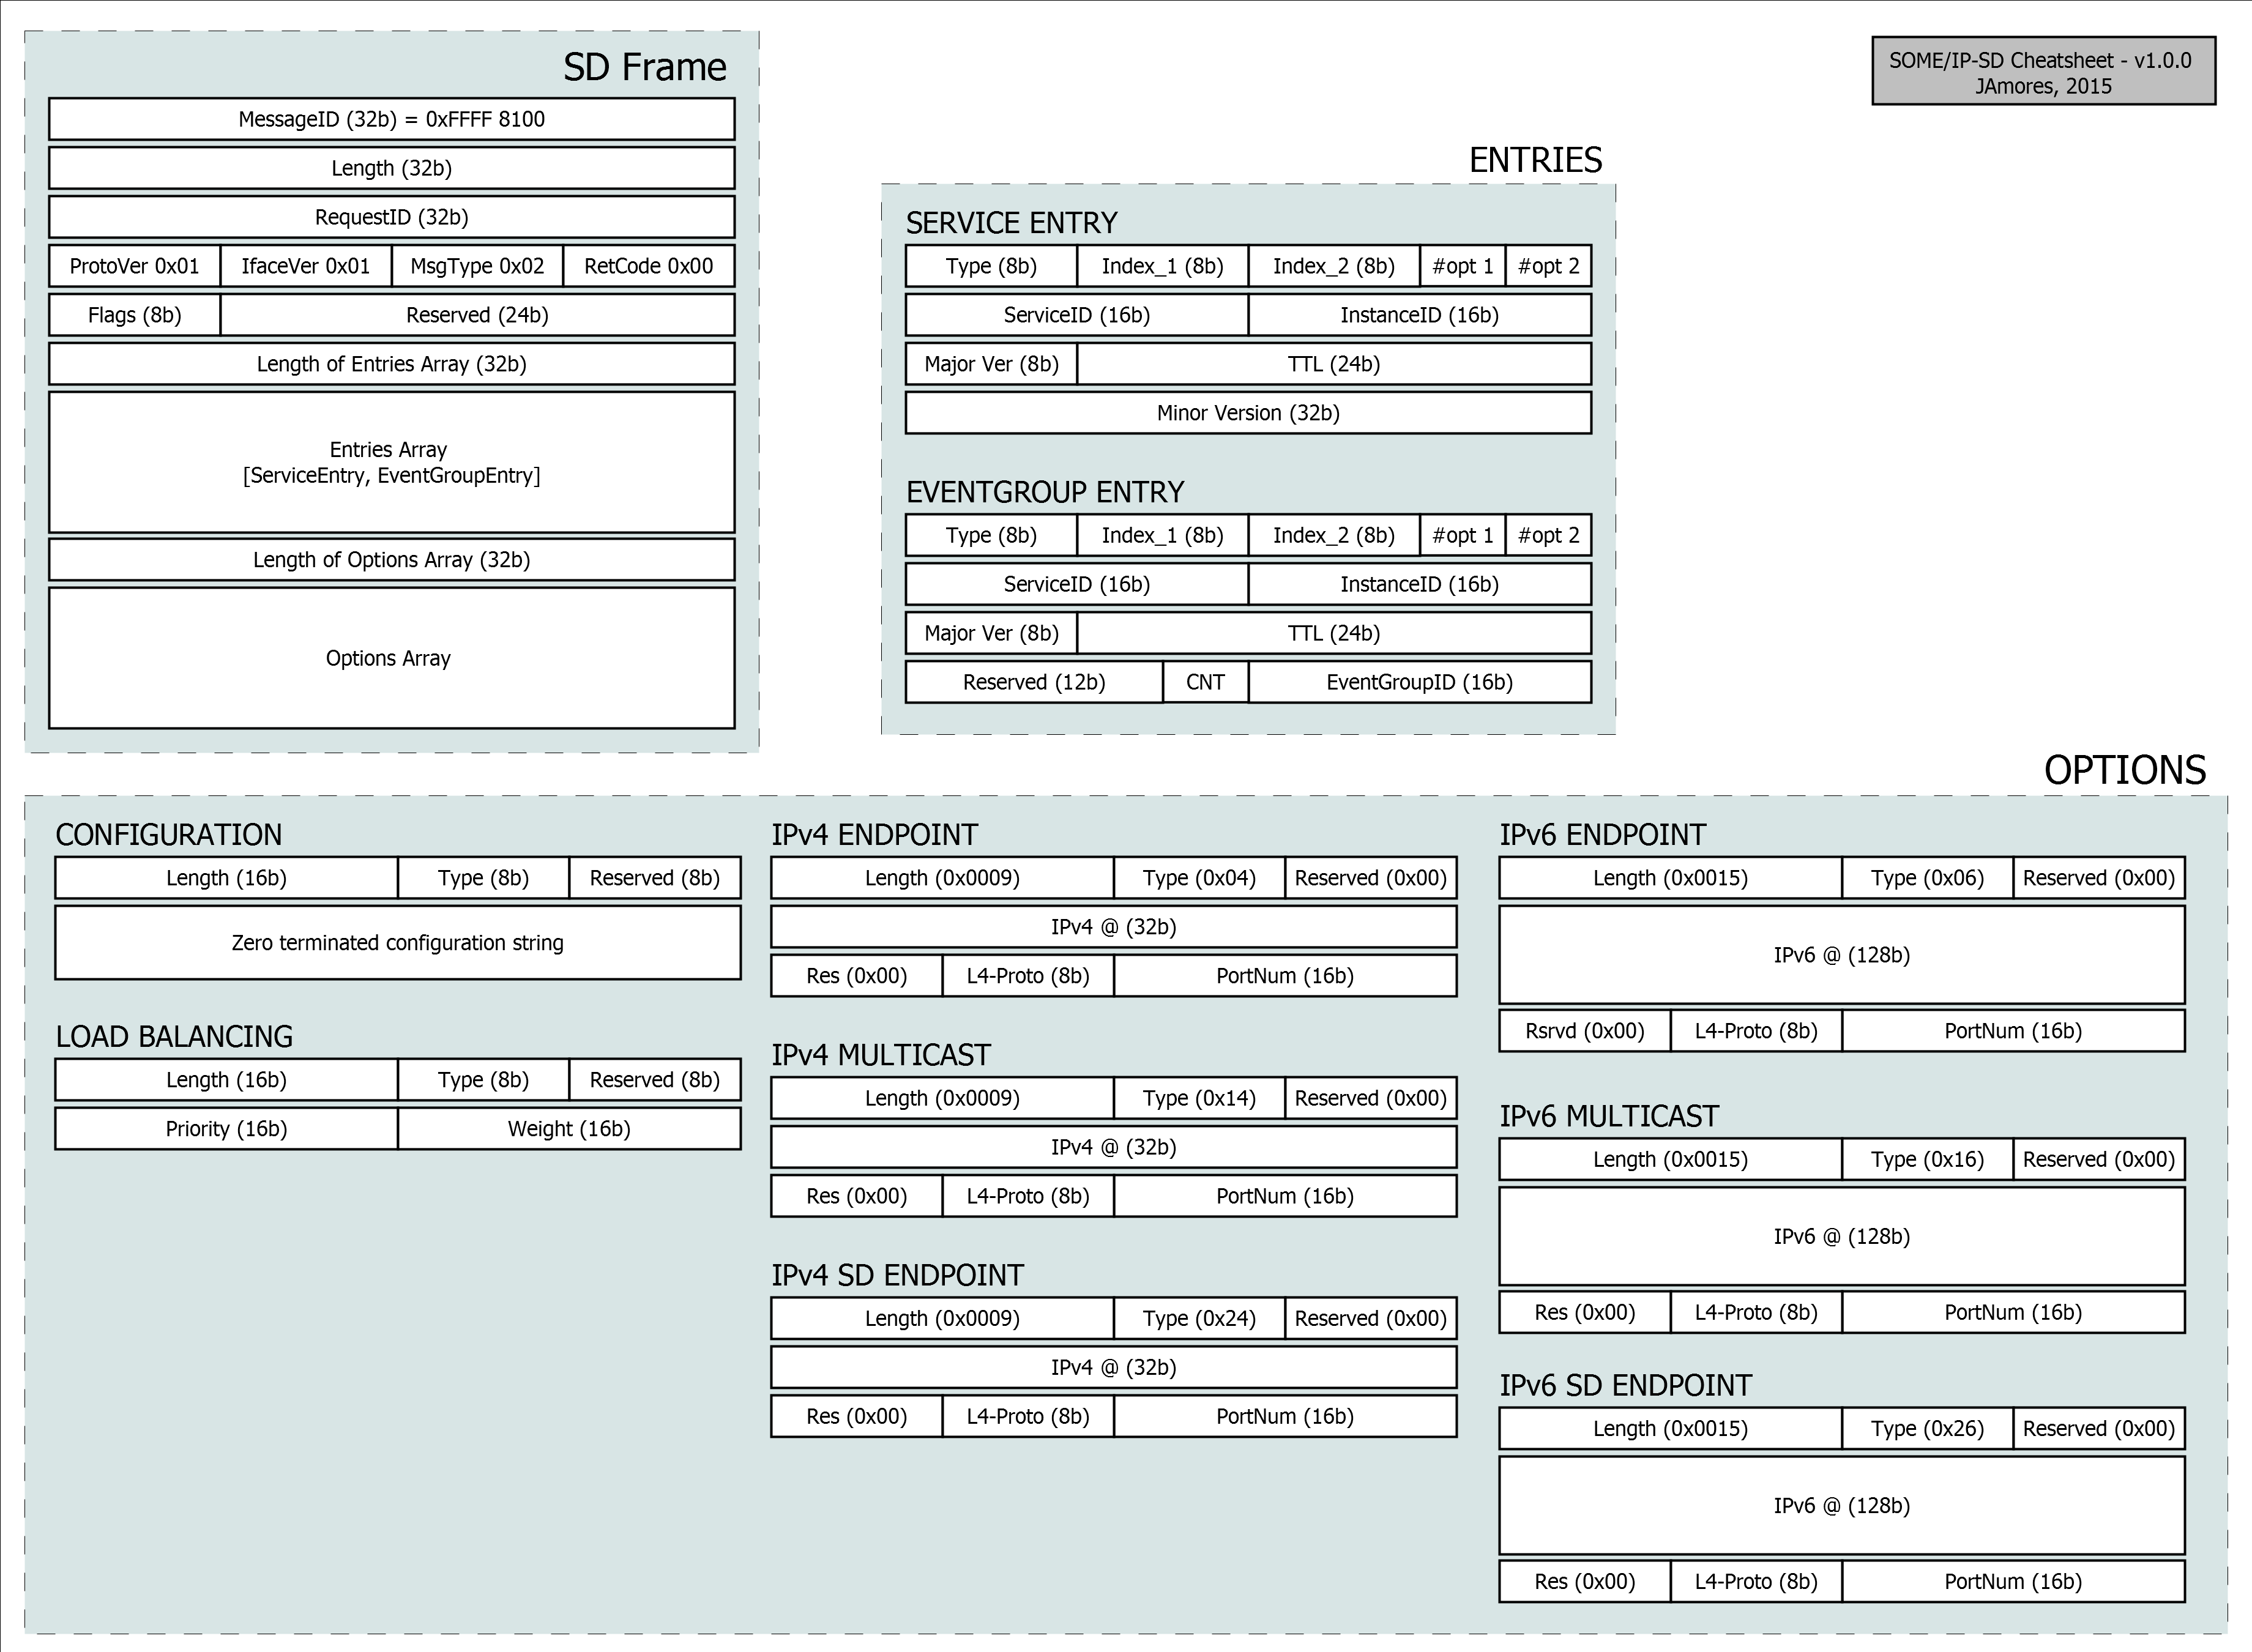 SD Frame
MessageID (32b) = 0xFFFF 8100
Length (32b)
RequestID (32b)
ProtoVer 0x01 IfaceVer 0x01 MsgType 0x02 RetCode 0x00
Flags (8b) Reserved (24b)
Length of Entries Array (32b)
Entries Array
[ServiceEntry, EventGroupEntry]
Length of Options Array (32b)
Options Array
SOME/IP-SD Cheatsheet - v1.0.0
JAmores, 2015
ENTRIES
SERVICE ENTRY
Type (8b) Index_1 (8b) Index_2 (8b) #opt 1 #opt 2
ServiceID (16b) InstanceID (16b)
Major Ver (8b) TTL (24b)
Minor Version (32b)
EVENTGROUP ENTRY
Type (8b) Index_1 (8b) Index_2 (8b) #opt 1 #opt 2
ServiceID (16b) InstanceID (16b)
Major Ver (8b) TTL (24b)
Reserved (12b) CNT EventGroupID (16b)
OPTIONS
CONFIGURATION
Length (16b) Type (8b) Reserved (8b)
Zero terminated configuration string
LOAD BALANCING
Length (16b) Type (8b) Reserved (8b)
Priority (16b) Weight (16b)
IPv4 ENDPOINT
Length (0x0009) Type (0x04) Reserved (0x00)
IPv4 @ (32b)
Res (0x00) L4-Proto (8b) PortNum (16b)
IPv4 MULTICAST
Length (0x0009) Type (0x14) Reserved (0x00)
IPv4 @ (32b)
Res (0x00) L4-Proto (8b) PortNum (16b)
IPv4 SD ENDPOINT
Length (0x0009) Type (0x24) Reserved (0x00)
IPv4 @ (32b)
Res (0x00) L4-Proto (8b) PortNum (16b)
IPv6 ENDPOINT
Length (0x0015) Type (0x06) Reserved (0x00)
IPv6 @ (128b)
Rsrvd (0x00) L4-Proto (8b) PortNum (16b)
IPv6 MULTICAST
Length (0x0015) Type (0x16) Reserved (0x00)
IPv6 @ (128b)
Res (0x00) L4-Proto (8b) PortNum (16b)
IPv6 SD ENDPOINT
Length (0x0015) Type (0x26) Reserved (0x00)
IPv6 @ (128b)
Res (0x00) L4-Proto (8b) PortNum (16b)